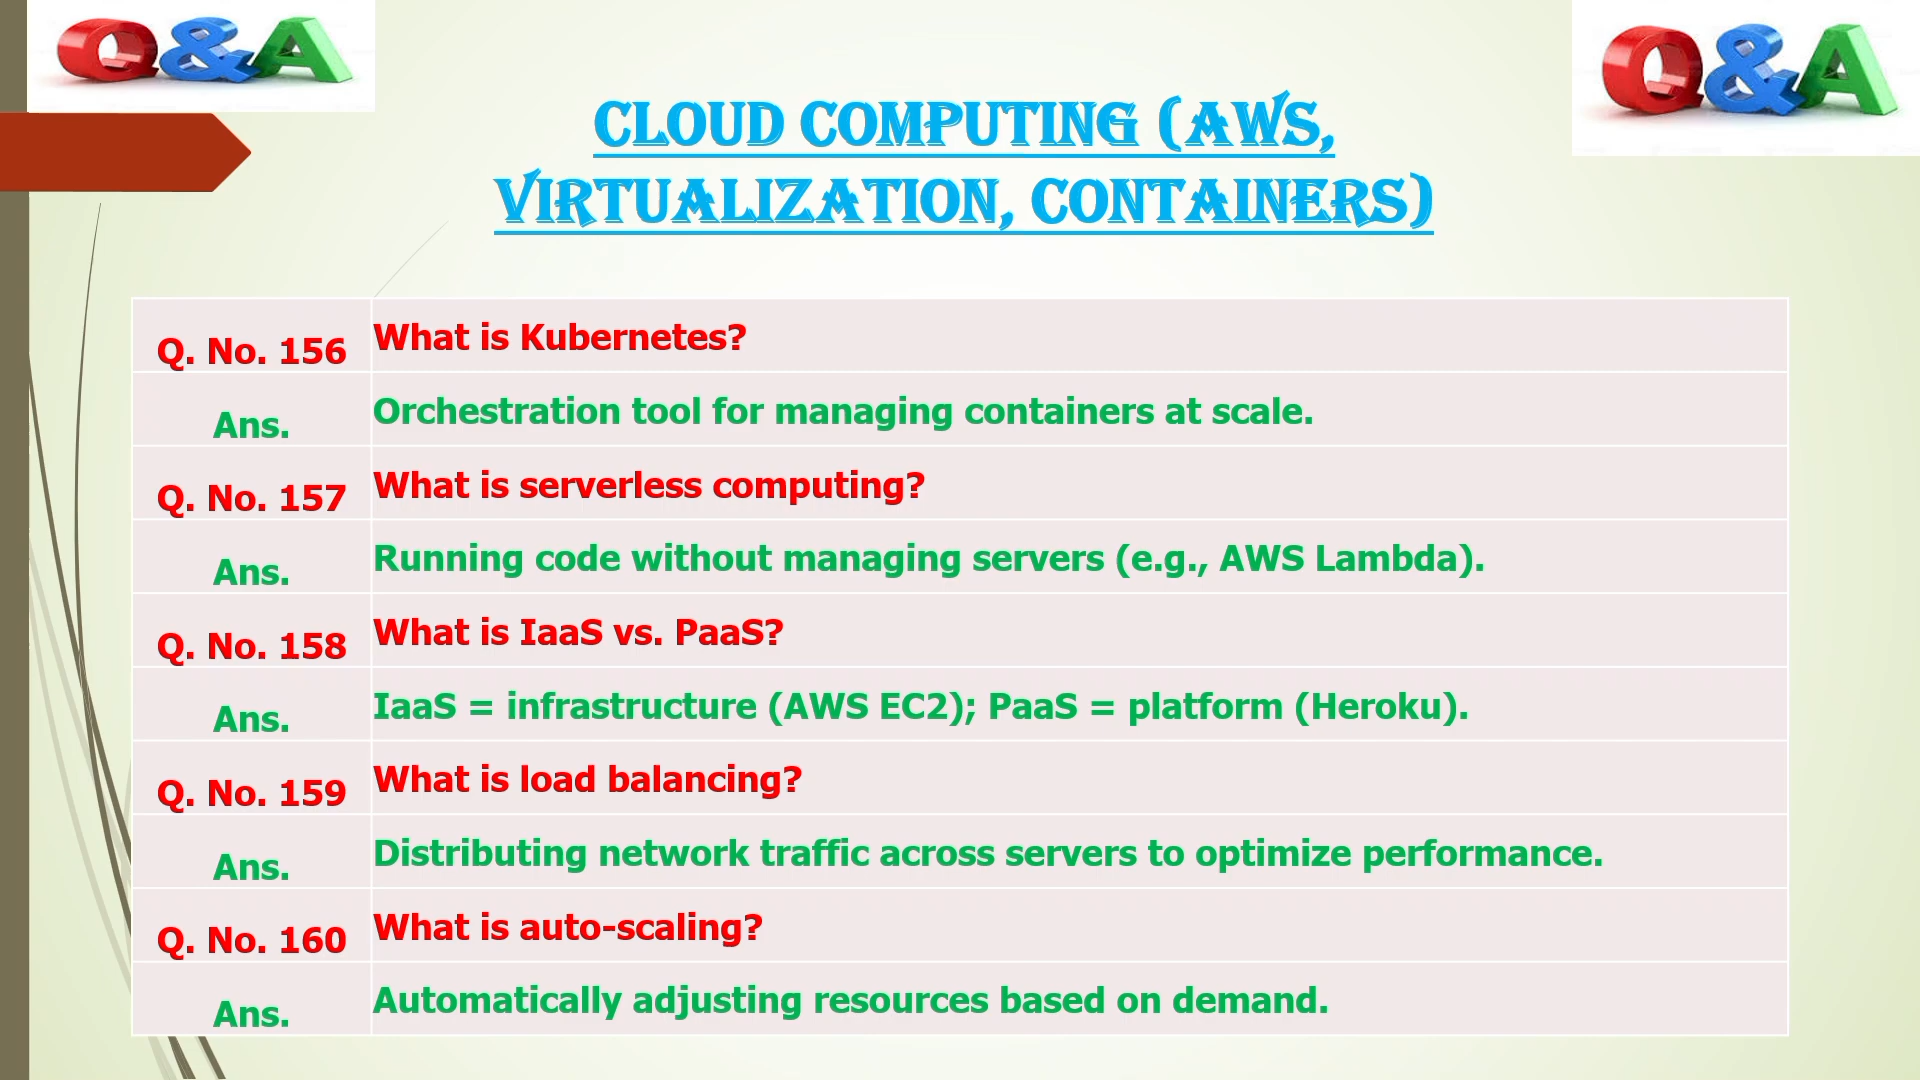 Q&A
Q&A
CLOUD COMPUTING (AWS,
VIRTUALIZATION, CONTAINERS)
Q. No. 156 What is Kubernetes?
Ans. Orchestration tool for managing containers at scale.
Q. No. 157 What is serverless computing?
Ans. Running code without managing servers (e.g., AWS Lambda).
Q. No. 158 What is IaaS vs. PaaS?
Ans. IaaS = infrastructure (AWS EC2); PaaS = platform (Heroku).
Q. No. 159 What is load balancing?
Ans. Distributing network traffic across servers to optimize performance.
Q. No. 160 What is auto-scaling?
Ans. Automatically adjusting resources based on demand.